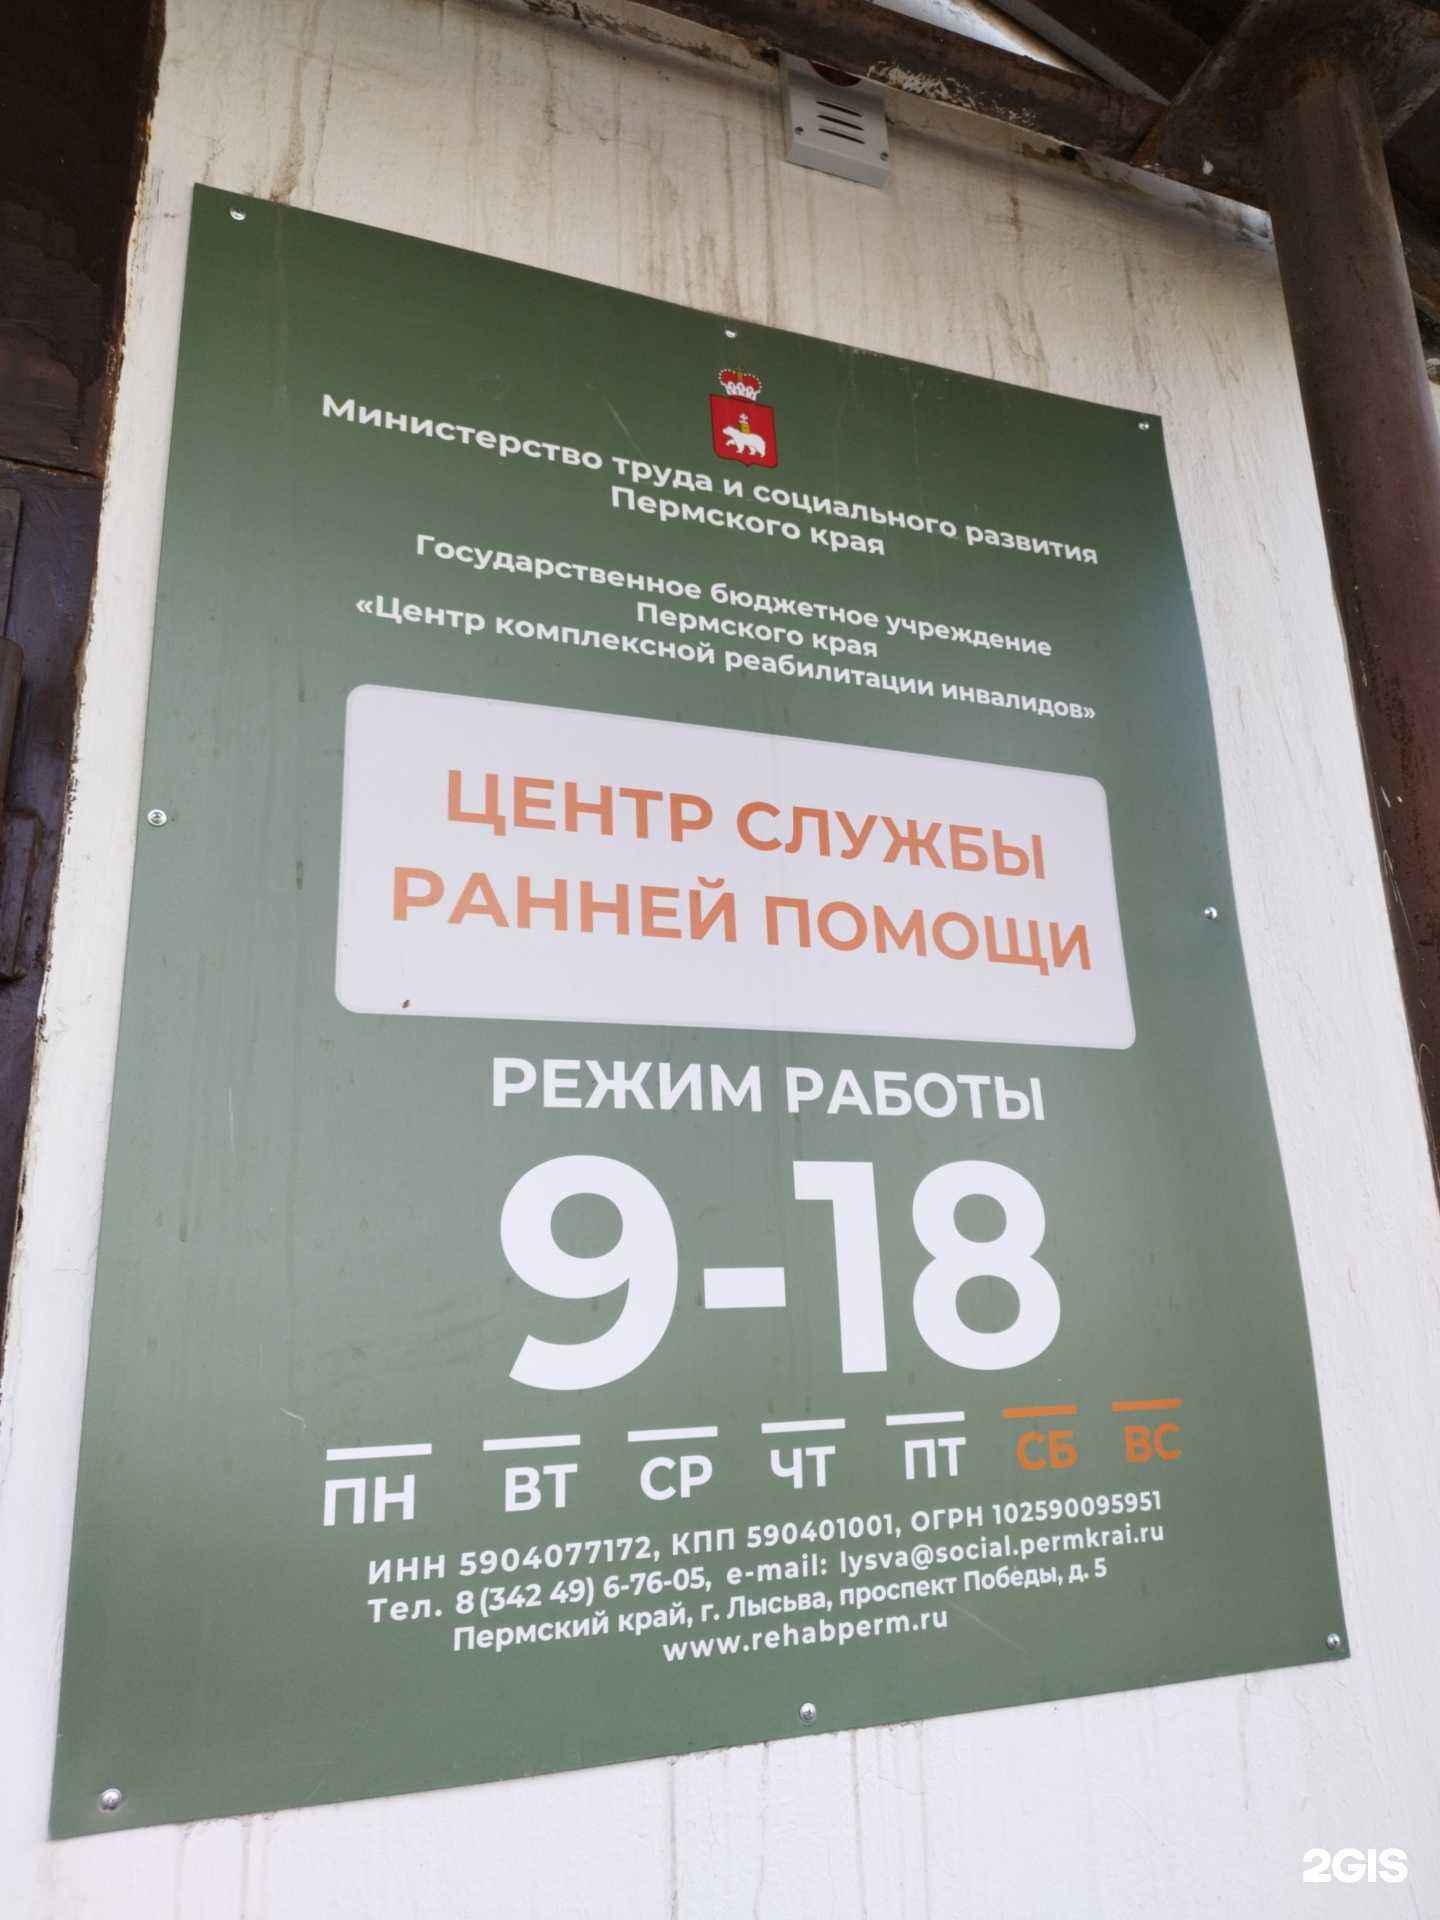 Министерство труда и социального развития
Пермского края
Государственное бюджетное учреждение
Пермского края
«Центр комплексной реабилитации инвалидов»
ЦЕНТР СЛУЖБЫ
РАННЕЙ ПОМОЩИ
РЕЖИМ РАБОТЫ
9-18
ПН ВТ СР ЧТ ПТ СБ ВС
ИНН 5904077172, КПП 590401001, ОГРН 102590095951
Тел. 8 (342 49) 6-76-05, e-mail: lysva@social.permkrai.ru
Пермский край, г. Лысьва, проспект Победы, д. 5
www.rehabperm.ru
2GIS